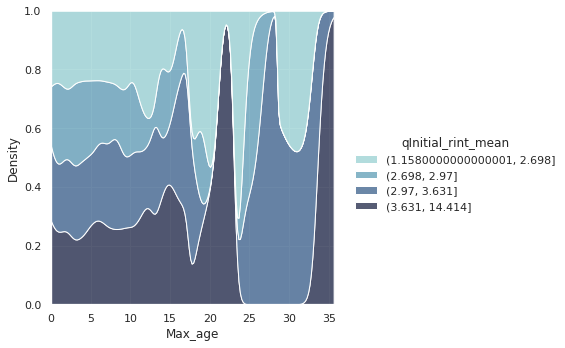 1.0
0.8
0.6
0.4
0.2
0.0
Density
0 5 10 15 20 25 30 35
Max_age
qInitial_rint_mean
(1.1580000000000001, 2.698]
(2.698, 2.97]
(2.97, 3.631]
(3.631, 14.414]